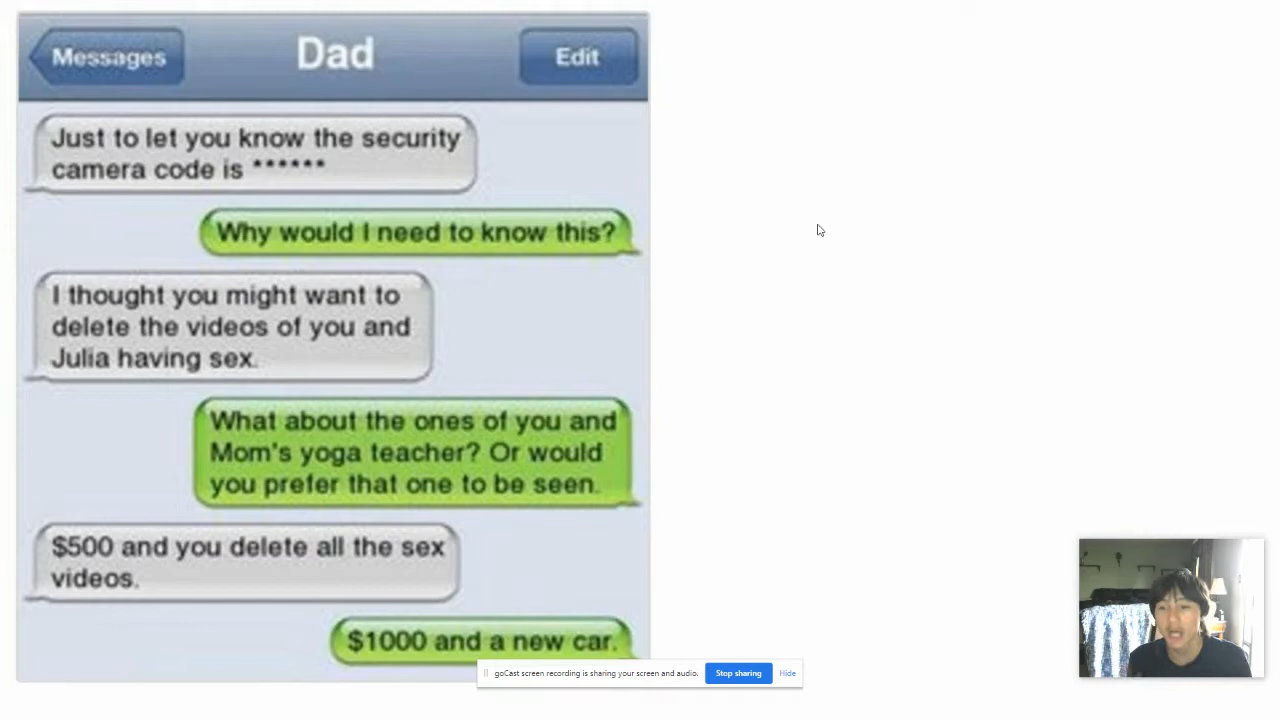 Messages
Dad
Edit
Just to let you know the security
camera code is ******
Why would I need to know this?
I thought you might want to
delete the videos of you and
Julia having sex.
What about the ones of you and
Mom's yoga teacher? Or would
you prefer that one to be seen.
$500 and you delete all the sex
videos.
$1000 and a new car.
goCast screen recording is sharing your screen and audio.
Stop sharing
Hide